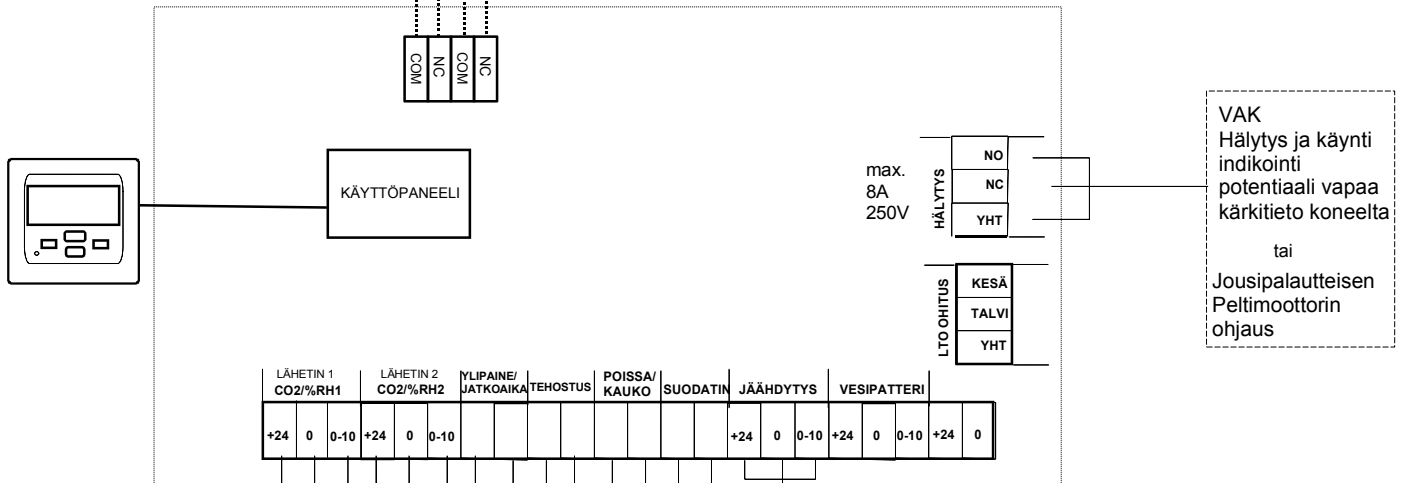 COM
NC
COM
NC
KÄYTTÖPANEELI
max.
8A
250V
HÄLYTYS
NO
NC
YHT
LTO OHITUS
KESÄ
TALVI
YHT
VAK
Hälytys ja käynti
indikointi
potentiaali vapaa
kärkitieto koneelta
tai
Jousipalautteisen
Peltimoottorin
ohjaus
LÄHETIN 1
CO2/%RH1
LÄHETIN 2
CO2/%RH2
YLIPAINE/
JATKOAIKA
TEHOSTUS
POISSA/
KAUKO
SUODATIN
JÄÄHDYTYS
VESIPATTERI
+24 0 0-10 +24 0 0-10 +24 0 0-10 +24 0 0-10 +24 0